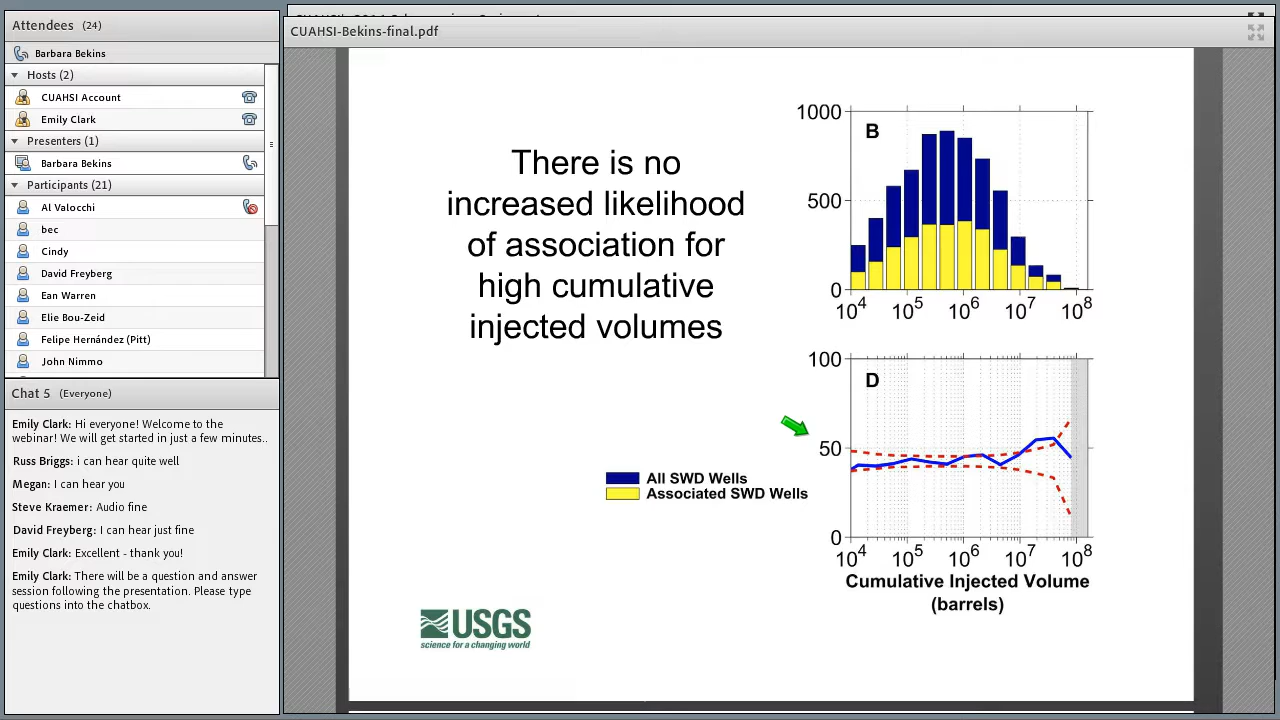 Attendees (24)
Barbara Bekins
Hosts (2)
CUAHSI Account
Emily Clark
Presenters (1)
Barbara Bekins
Participants (21)
Al Valocchi
bec
Cindy
David Freyberg
Ean Warren
Elie Bou-Zeid
Felipe Hernández (Pitt)
John Nimmo
Chat 5 (Everyone)
Emily Clark: Hi everyone! Welcome to the
webinar! We will get started in just a few minutes..
Russ Briggs: i can hear quite well
Megan: I can hear you
Steve Kraemer: Audio fine
David Freyberg: I can hear just fine
Emily Clark: Excellent - thank you!
Emily Clark: There will be a question and answer
session following the presentation. Please type
questions into the chatbox.
CUAHSI-Bekins-final.pdf
There is no
increased likelihood
of association for
high cumulative
injected volumes
All SWD Wells
Associated SWD Wells
USGS
science for a changing world
1000
B
500
0
10^4 10^5 10^6 10^7 10^8
100
D
50
0
10^4 10^5 10^6 10^7 10^8
Cumulative Injected Volume
(barrels)